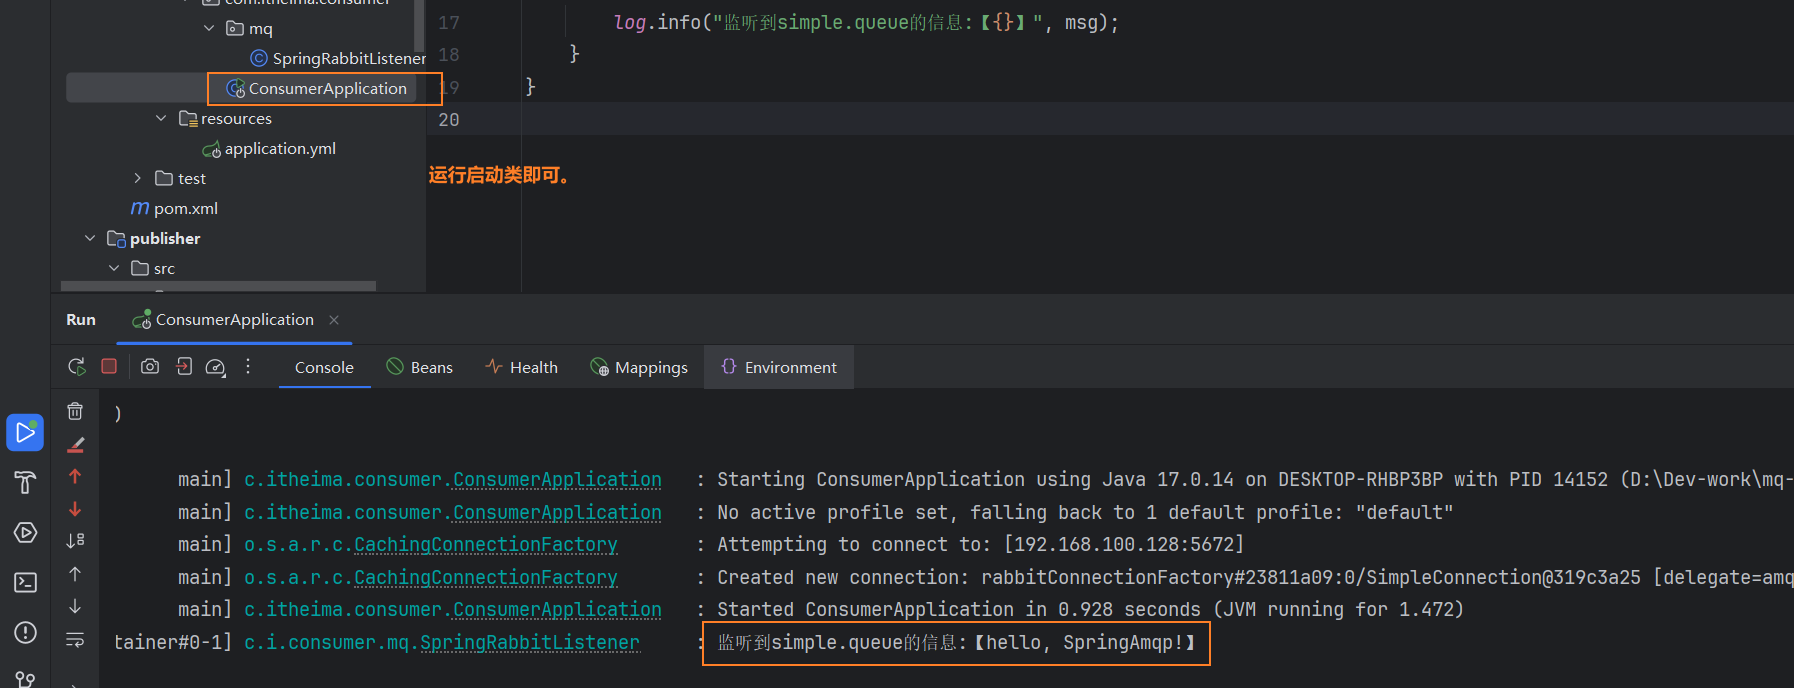 com.itheima.consumer
mq
SpringRabbitListener
ConsumerApplication
resources
application.yml
test
pom.xml
publisher
src
17 log.info("监听到simple.queue的信息:【{}】", msg);
18 }
19 }
20
运行启动类即可。
Run ConsumerApplication
Console Beans Health Mappings Environment
)
main] c.itheima.consumer.ConsumerApplication : Starting ConsumerApplication using Java 17.0.14 on DESKTOP-RHBP3BP with PID 14152 (D:\Dev-work\mq-
main] c.itheima.consumer.ConsumerApplication : No active profile set, falling back to 1 default profile: "default"
main] o.s.a.r.c.CachingConnectionFactory : Attempting to connect to: [192.168.100.128:5672]
main] o.s.a.r.c.CachingConnectionFactory : Created new connection: rabbitConnectionFactory#23811a09:0/SimpleConnection@319c3a25 [delegate=amq
main] c.itheima.consumer.ConsumerApplication : Started ConsumerApplication in 0.928 seconds (JVM running for 1.472)
tainer#0-1] c.i.consumer.mq.SpringRabbitListener : 监听到simple.queue的信息:【hello, SpringAmqp!】